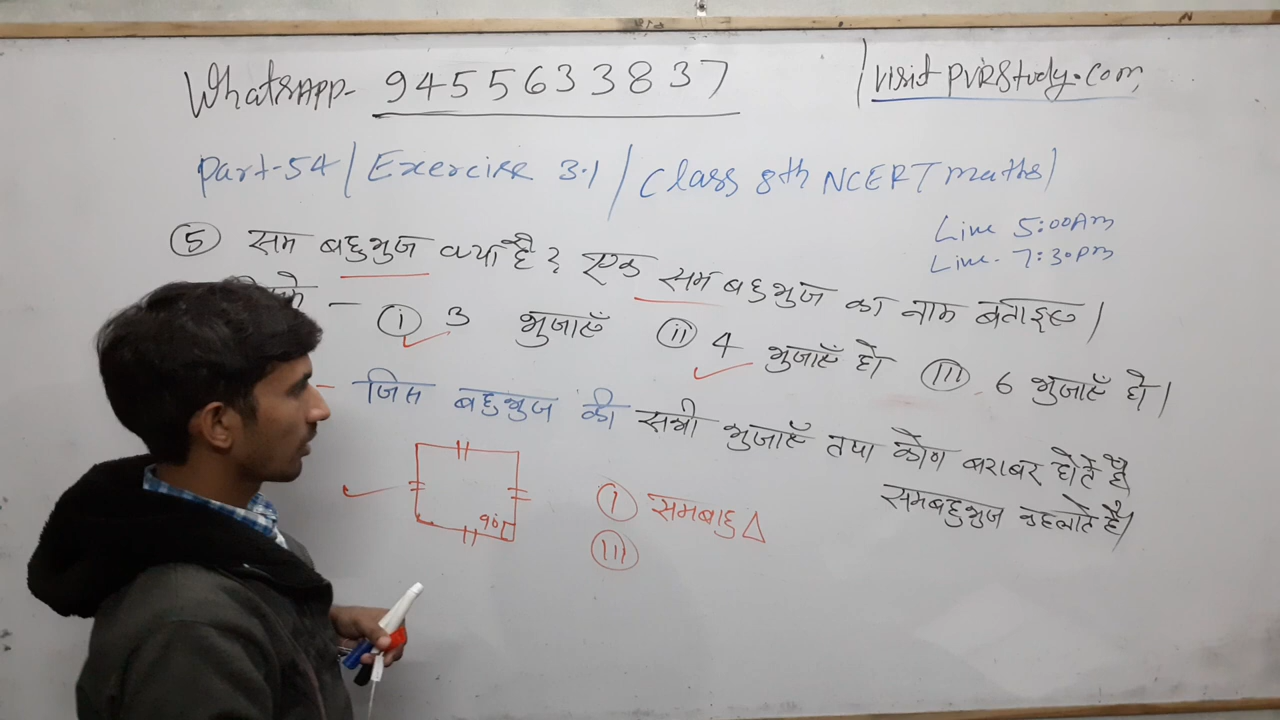 WhatsApp- 9455633837
/visit PVRStudy.com,
Part-54 / Exercise 3.1 / Class 8th NCERT maths/
Live 5:00Am
Live- 7:30pm
⑤ सम बहुभुज क्या है? एक सम बहुभुज का नाम बताइए।
के – (i) 3 भुजाएँ (ii) 4 भुजाएँ हो (iii) 6 भुजाएँ हो।
– जिस बहुभुज की सभी भुजाएँ तथा कोण बराबर होते है
समबहुभुज कहलाते है।
90°
(i) समबाहु △
(iii)